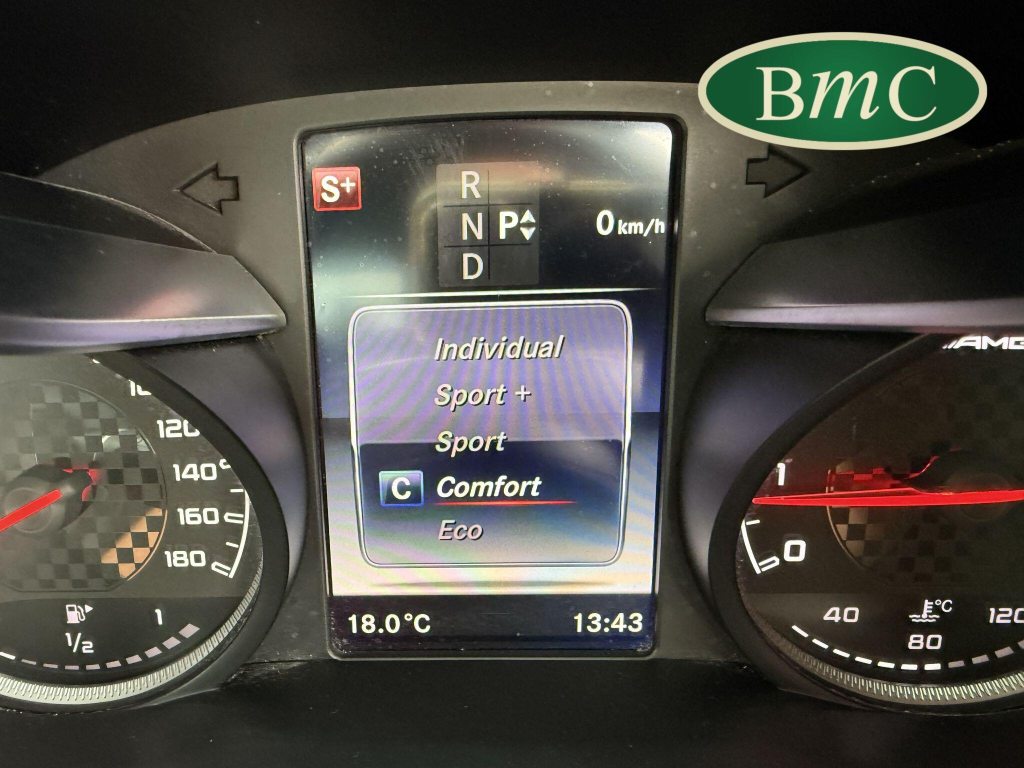 BmC
S+
R
N P
D
0 km/h
Individual
Sport +
Sport
C Comfort
Eco
18.0°C 13:43
120
140
160
180
1/2 1
AMG
1
0
°C
40 80 120